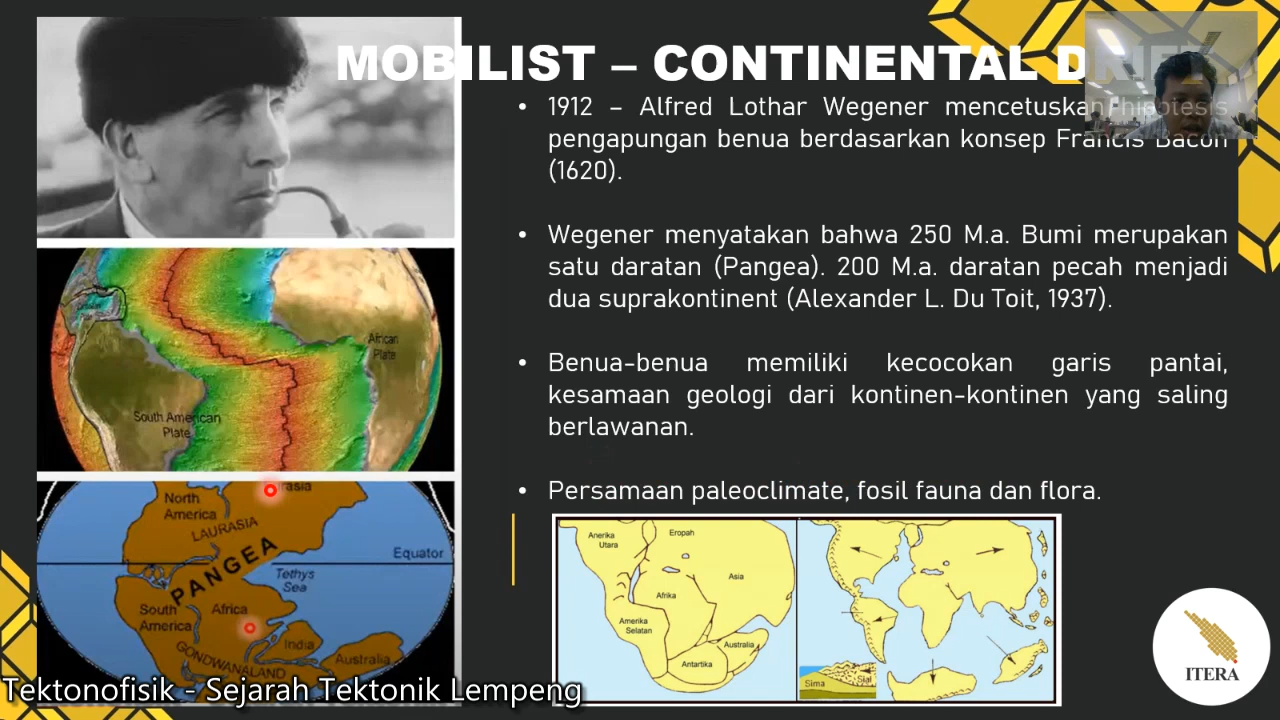 MOBILIST – CONTINENTAL DRIFT
• 1912 – Alfred Lothar Wegener mencetuskan hipotesis
pengapungan benua berdasarkan konsep Francis Bacon
(1620).
• Wegener menyatakan bahwa 250 M.a. Bumi merupakan
satu daratan (Pangea). 200 M.a. daratan pecah menjadi
dua suprakontinent (Alexander L. Du Toit, 1937).
• Benua-benua memiliki kecocokan garis pantai,
kesamaan geologi dari kontinen-kontinen yang saling
berlawanan.
• Persamaan paleoclimate, fosil fauna dan flora.
African
Plate
South American
Plate
North
America
rasia
LAURASIA
PANGEA
Equator
Tethys
Sea
South
America
Africa
India
GONDWANALAND
Australia
Anerika
Utara
Eropah
Asia
Afrika
Amerika
Selatan
Australia
Antartika
Sima
Sial
ITERA
Tektonofisik - Sejarah Tektonik Lempeng